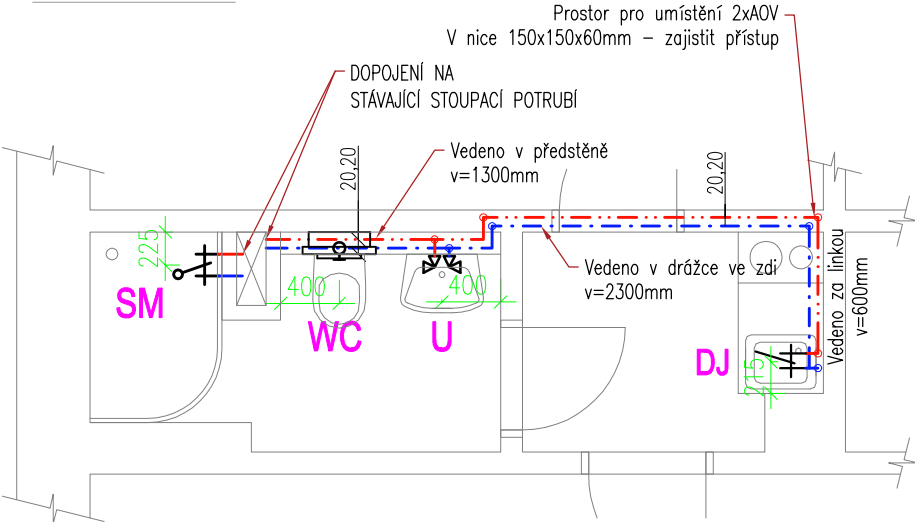 Prostor pro umístění 2xAOV
V nice 150x150x60mm – zajistit přístup
DOPOJENÍ NA
STÁVAJÍCÍ STOUPACÍ POTRUBÍ
20,20
Vedeno v předstěně
v=1300mm
20,20
225
SM
400
WC
400
U
Vedeno v drážce ve zdi
v=2300mm
DJ
215
Vedeno za linkou
v=600mm